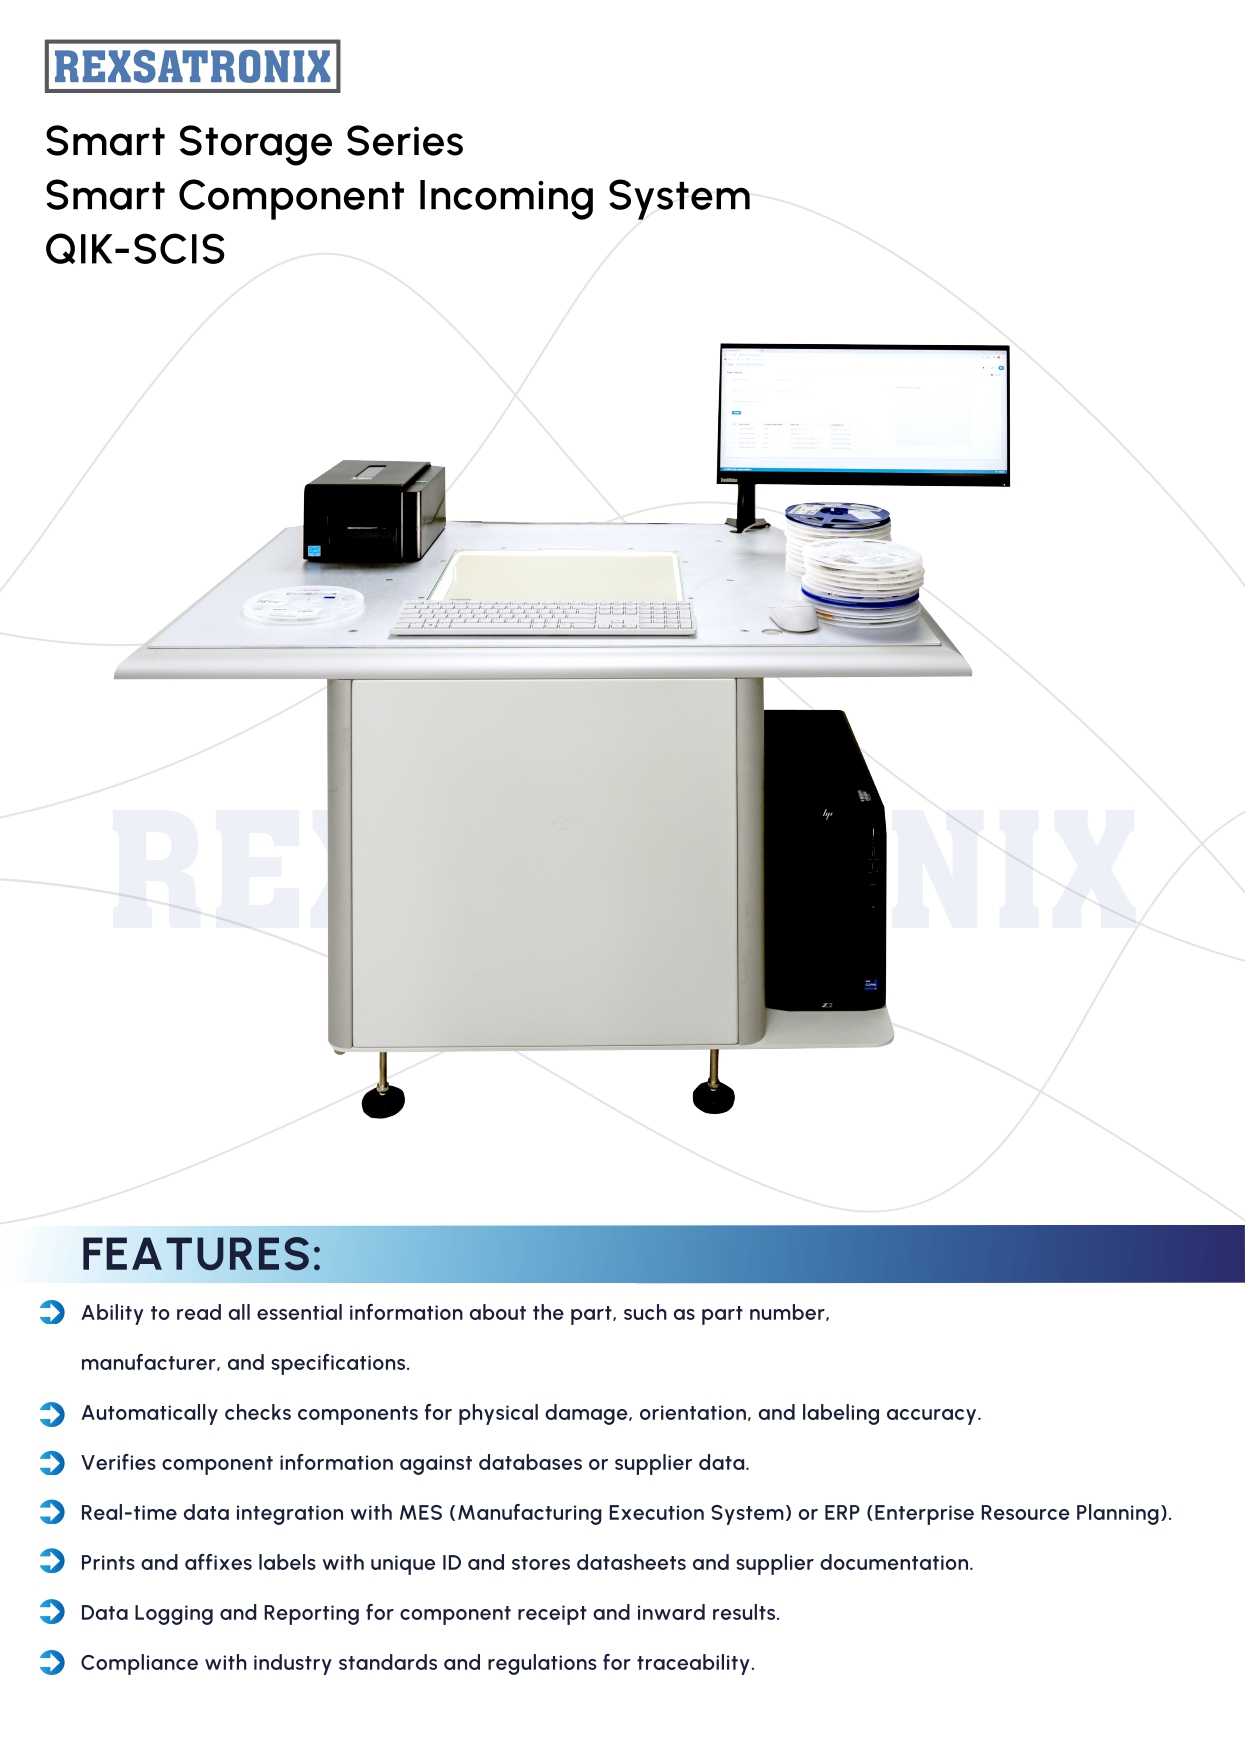 REXSATRONIX
Smart Storage Series
Smart Component Incoming System
QIK-SCIS
hp
Z2
FEATURES:
Ability to read all essential information about the part, such as part number,
manufacturer, and specifications.
Automatically checks components for physical damage, orientation, and labeling accuracy.
Verifies component information against databases or supplier data.
Real-time data integration with MES (Manufacturing Execution System) or ERP (Enterprise Resource Planning).
Prints and affixes labels with unique ID and stores datasheets and supplier documentation.
Data Logging and Reporting for component receipt and inward results.
Compliance with industry standards and regulations for traceability.